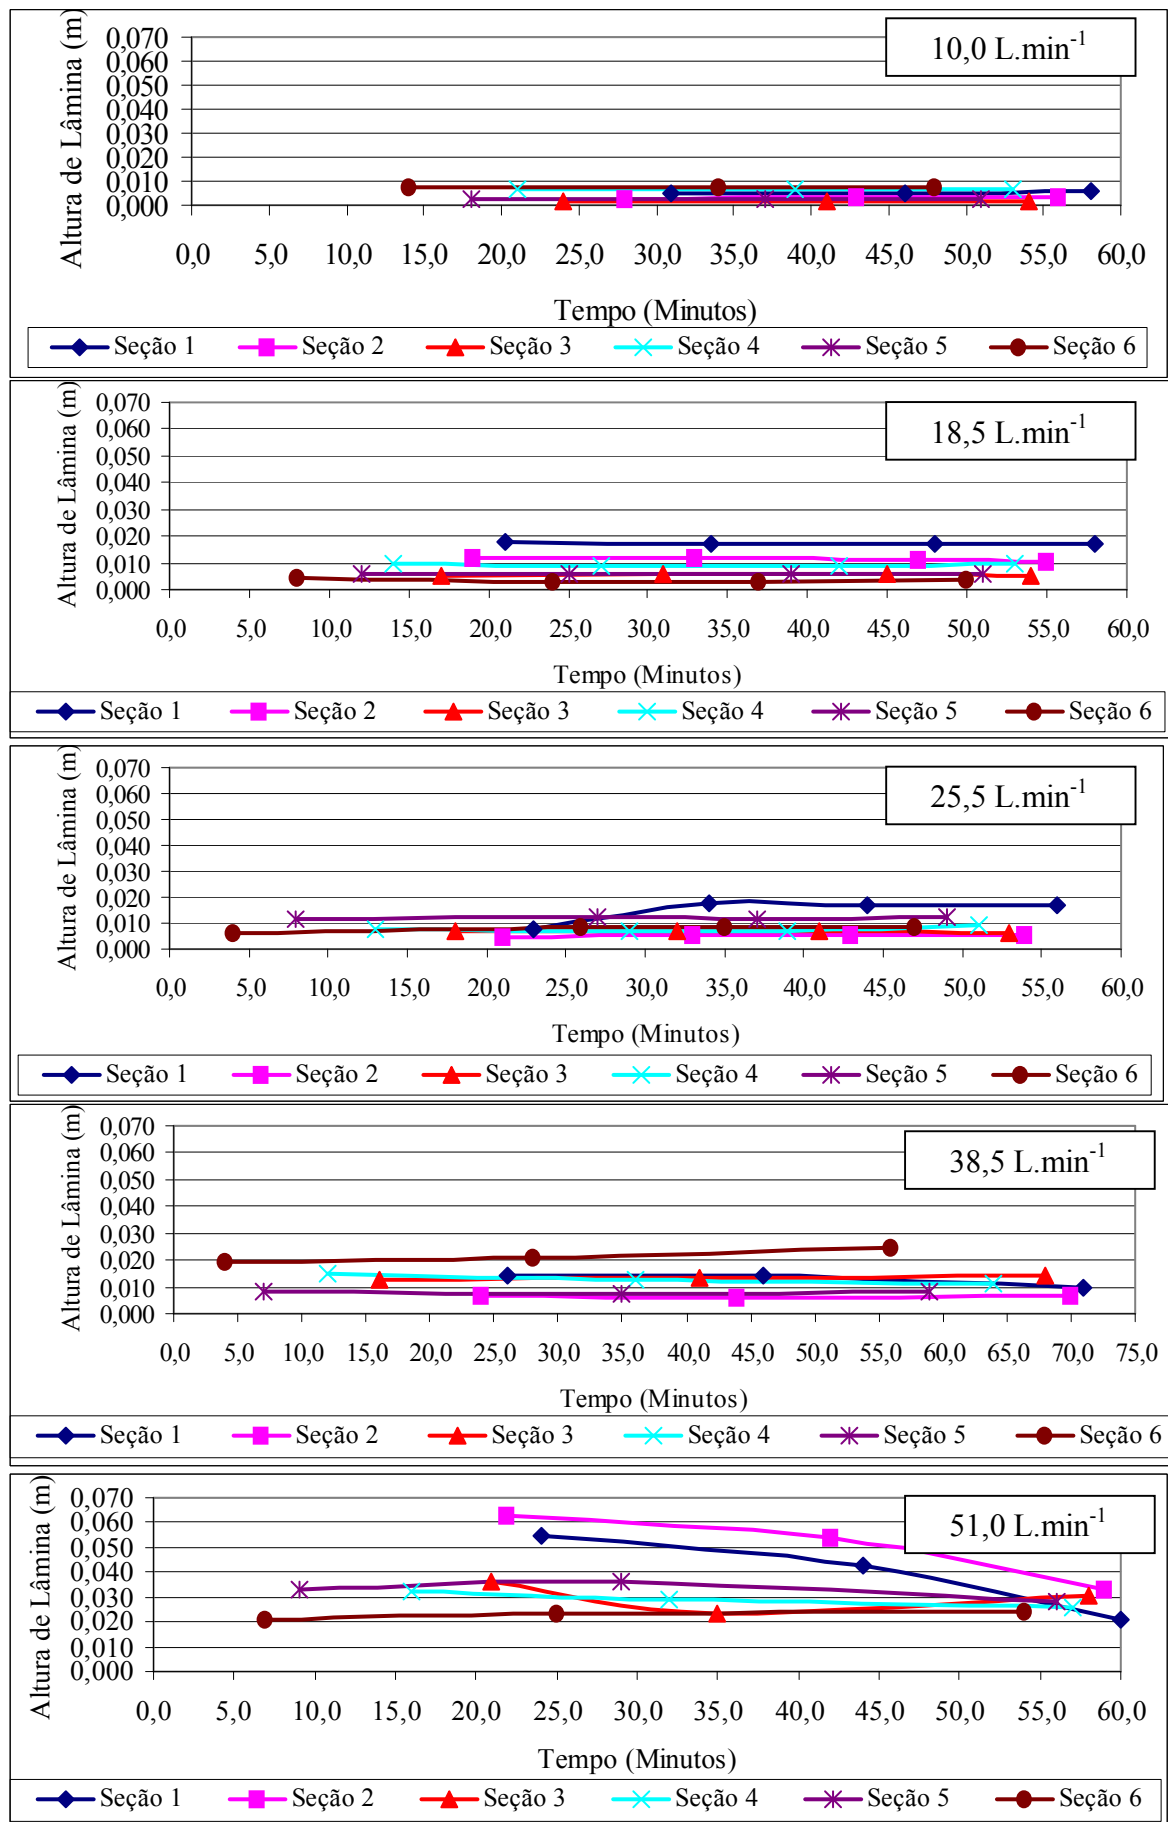 10,0 L.min⁻¹
Altura de Lâmina (m)
0,070
0,060
0,050
0,040
0,030
0,020
0,010
0,000
0,0 5,0 10,0 15,0 20,0 25,0 30,0 35,0 40,0 45,0 50,0 55,0 60,0
Tempo (Minutos)
Seção 1 Seção 2 Seção 3 Seção 4 Seção 5 Seção 6
18,5 L.min⁻¹
Altura de Lâmina (m)
0,070
0,060
0,050
0,040
0,030
0,020
0,010
0,000
0,0 5,0 10,0 15,0 20,0 25,0 30,0 35,0 40,0 45,0 50,0 55,0 60,0
Tempo (Minutos)
Seção 1 Seção 2 Seção 3 Seção 4 Seção 5 Seção 6
25,5 L.min⁻¹
Altura de Lâmina (m)
0,070
0,060
0,050
0,040
0,030
0,020
0,010
0,000
0,0 5,0 10,0 15,0 20,0 25,0 30,0 35,0 40,0 45,0 50,0 55,0 60,0
Tempo (Minutos)
Seção 1 Seção 2 Seção 3 Seção 4 Seção 5 Seção 6
38,5 L.min⁻¹
Altura de Lâmina (m)
0,070
0,060
0,050
0,040
0,030
0,020
0,010
0,000
0,0 5,0 10,0 15,0 20,0 25,0 30,0 35,0 40,0 45,0 50,0 55,0 60,0 65,0 70,0 75,0
Tempo (Minutos)
Seção 1 Seção 2 Seção 3 Seção 4 Seção 5 Seção 6
51,0 L.min⁻¹
Altura de Lâmina (m)
0,070
0,060
0,050
0,040
0,030
0,020
0,010
0,000
0,0 5,0 10,0 15,0 20,0 25,0 30,0 35,0 40,0 45,0 50,0 55,0 60,0
Tempo (Minutos)
Seção 1 Seção 2 Seção 3 Seção 4 Seção 5 Seção 6